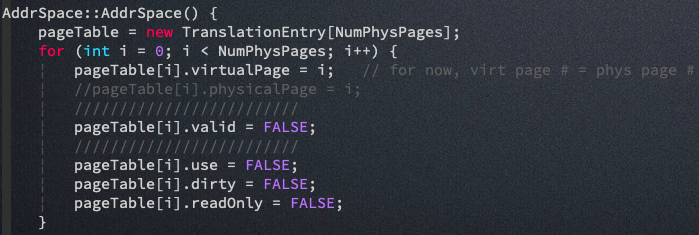 AddrSpace::AddrSpace() {
    pageTable = new TranslationEntry[NumPhysPages];
    for (int i = 0; i < NumPhysPages; i++) {
        pageTable[i].virtualPage = i;   // for now, virt page # = phys page #
        //pageTable[i].physicalPage = i;
        /////////////////////////
        pageTable[i].valid = FALSE;
        /////////////////////////
        pageTable[i].use = FALSE;
        pageTable[i].dirty = FALSE;
        pageTable[i].readOnly = FALSE;
    }